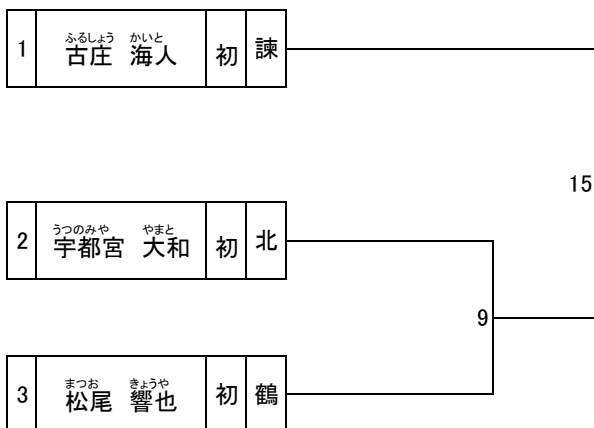 ふるしょう かいと
1 古庄 海人 初 諫
15
うつのみや やまと
2 宇都宮 大和 初 北
9
まつお きょうや
3 松尾 響也 初 鶴